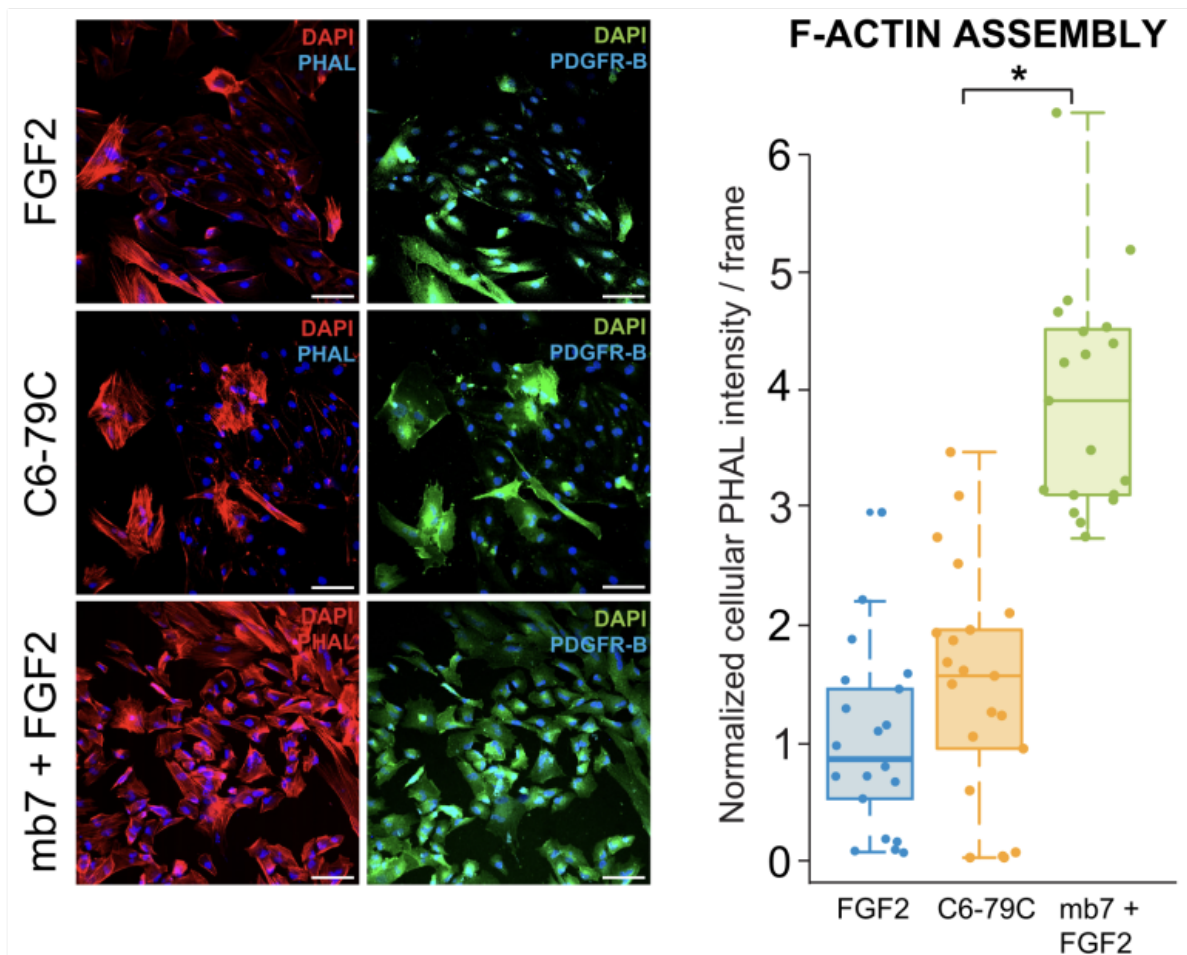 FGF2
DAPI
PHAL
DAPI
PDGFR-B
C6-79C
DAPI
PHAL
DAPI
PDGFR-B
mb7 + FGF2
DAPI
PHAL
DAPI
PDGFR-B
F-ACTIN ASSEMBLY
*
Normalized cellular PHAL intensity / frame
6
5
4
3
2
1
0
FGF2
C6-79C
mb7 +
FGF2